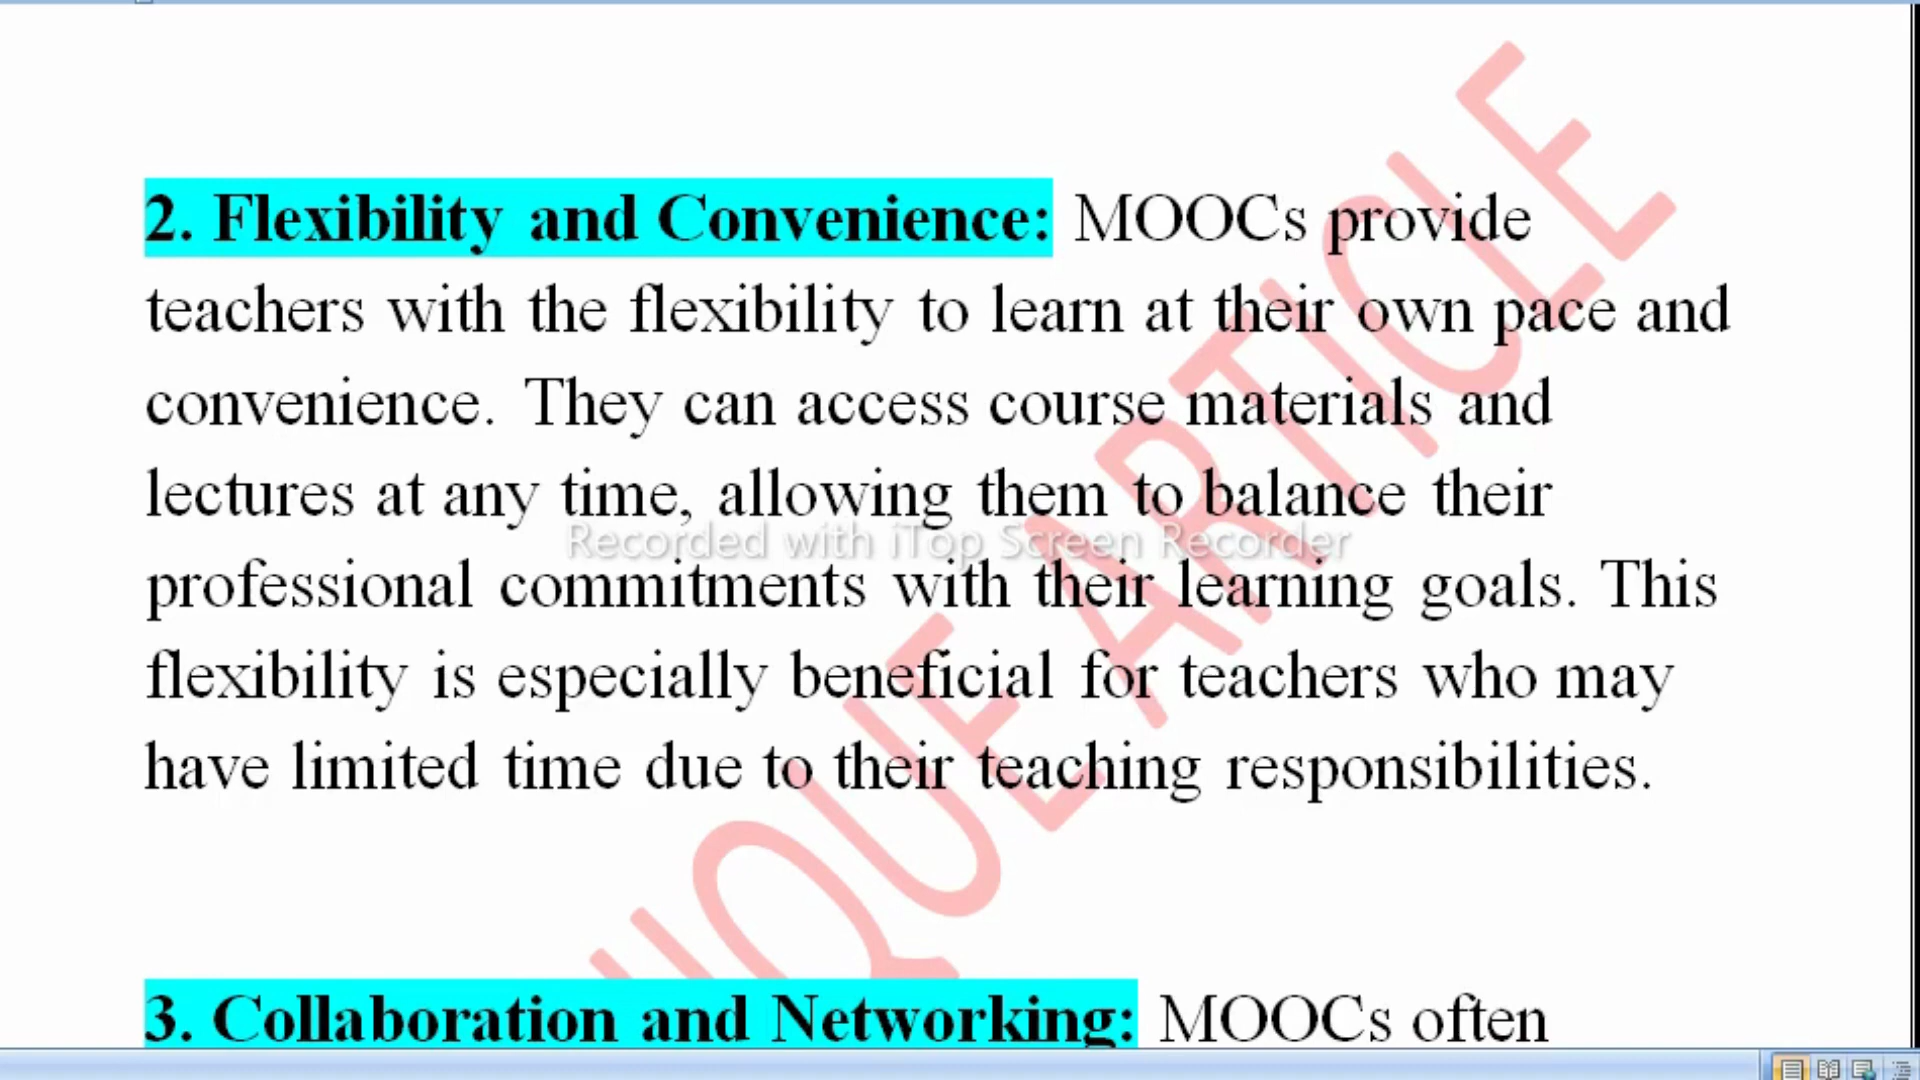 2. Flexibility and Convenience: MOOCs provide
teachers with the flexibility to learn at their own pace and
convenience. They can access course materials and
lectures at any time, allowing them to balance their
Recorded with iTop Screen Recorder
professional commitments with their learning goals. This
flexibility is especially beneficial for teachers who may
have limited time due to their teaching responsibilities.
QUE ARTICLE
3. Collaboration and Networking: MOOCs often